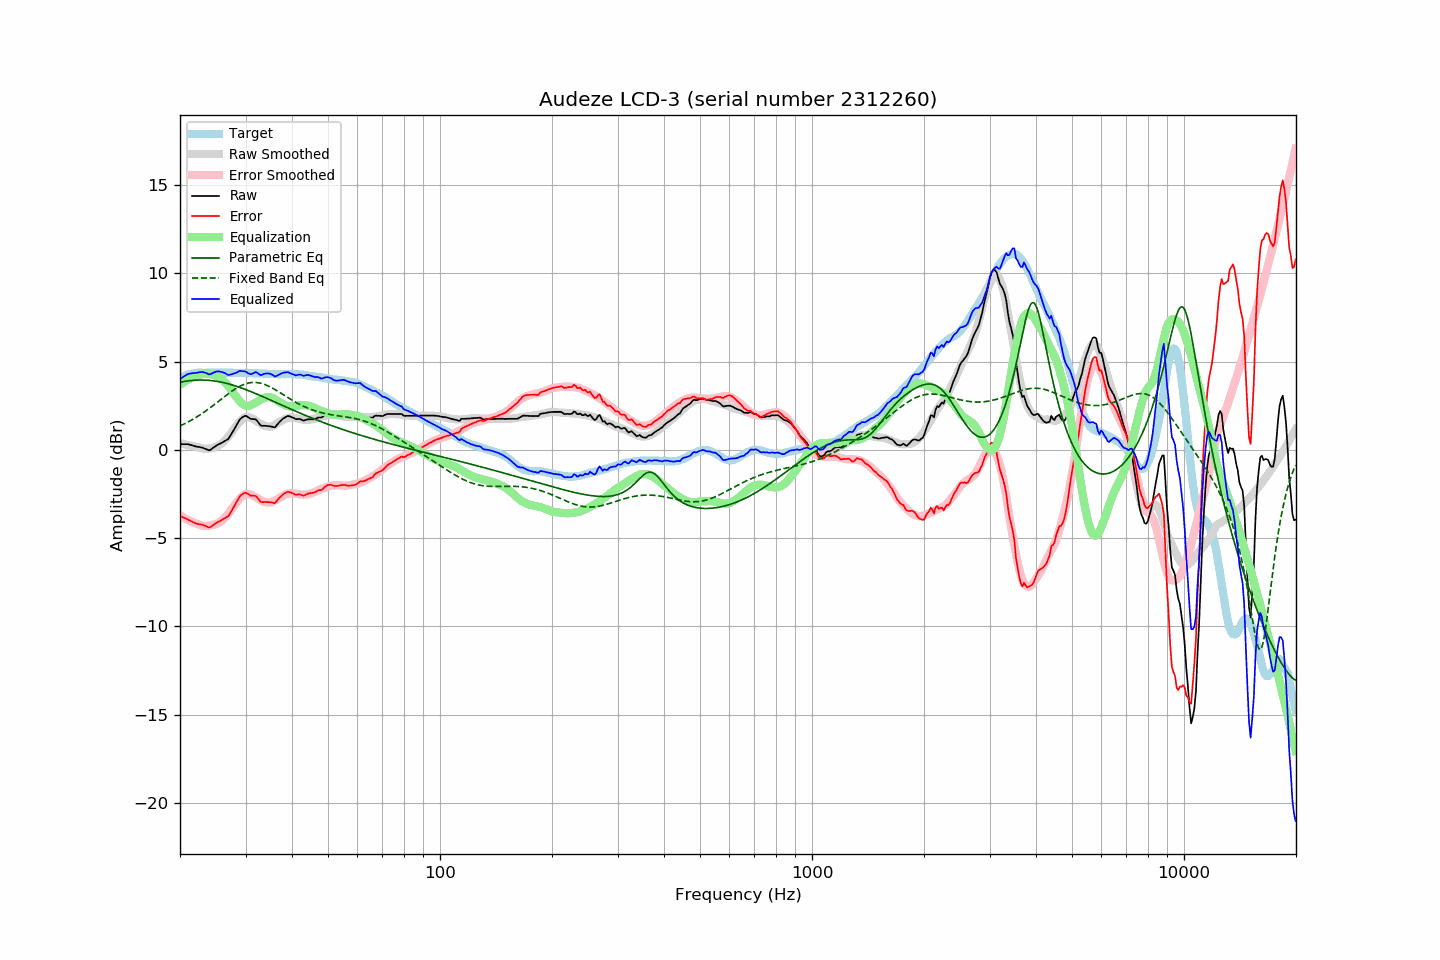 Audeze LCD-3 (serial number 2312260)
Target
Raw Smoothed
Error Smoothed
Raw
Error
Equalization
Parametric Eq
Fixed Band Eq
Equalized
15
10
5
0
−5
−10
−15
−20
Amplitude (dBr)
100
1000
10000
Frequency (Hz)